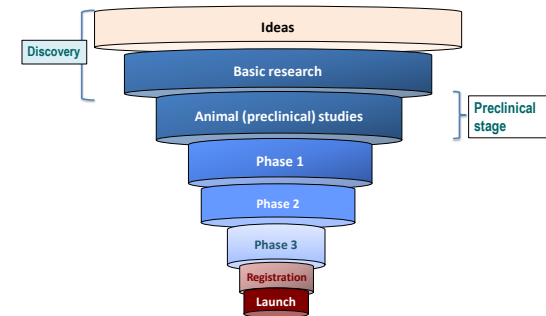 Ideas
Discovery
Basic research
Animal (preclinical) studies
Preclinical
stage
Phase 1
Phase 2
Phase 3
Registration
Launch